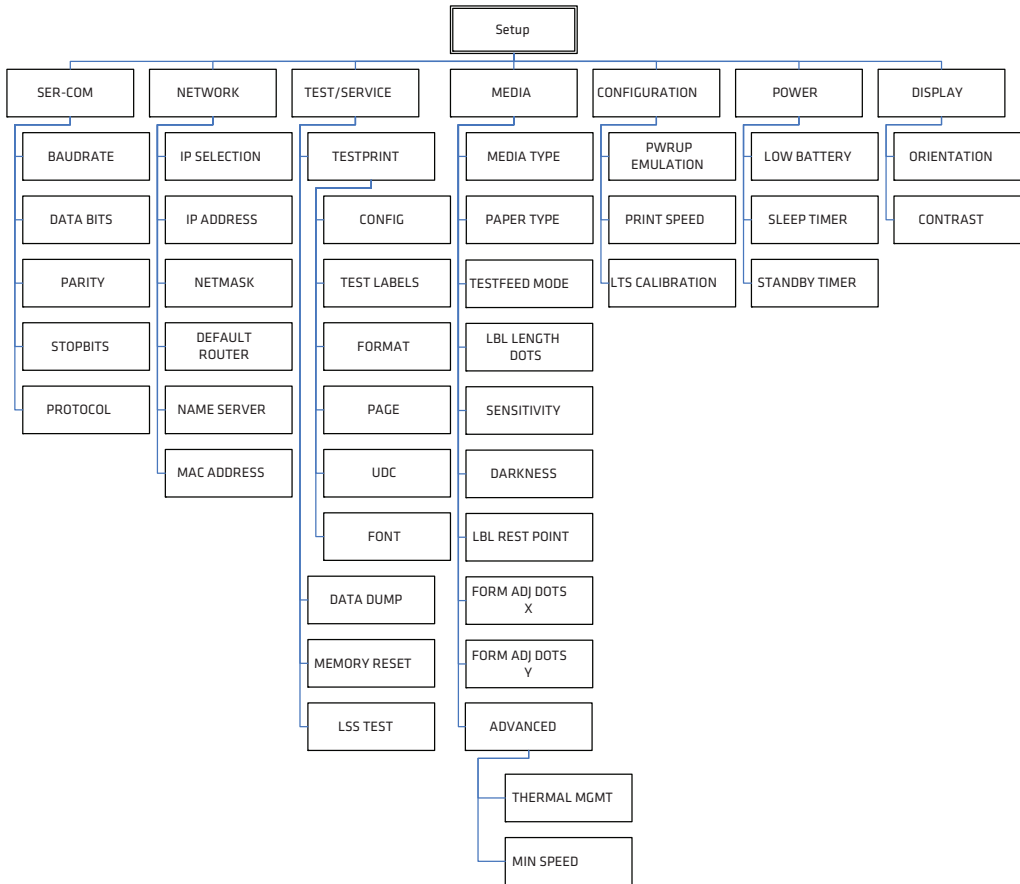 Setup
SER-COM
NETWORK
TEST/SERVICE
MEDIA
CONFIGURATION
POWER
DISPLAY
BAUDRATE
DATA BITS
PARITY
STOPBITS
PROTOCOL
IP SELECTION
IP ADDRESS
NETMASK
DEFAULT
ROUTER
NAME SERVER
MAC ADDRESS
TESTPRINT
CONFIG
TEST LABELS
FORMAT
PAGE
UDC
FONT
DATA DUMP
MEMORY RESET
LSS TEST
MEDIA TYPE
PAPER TYPE
TESTFEED MODE
LBL LENGTH
DOTS
SENSITIVITY
DARKNESS
LBL REST POINT
FORM ADJ DOTS
X
FORM ADJ DOTS
Y
ADVANCED
THERMAL MGMT
MIN SPEED
PWRUP
EMULATION
PRINT SPEED
LTS CALIBRATION
LOW BATTERY
SLEEP TIMER
STANDBY TIMER
ORIENTATION
CONTRAST